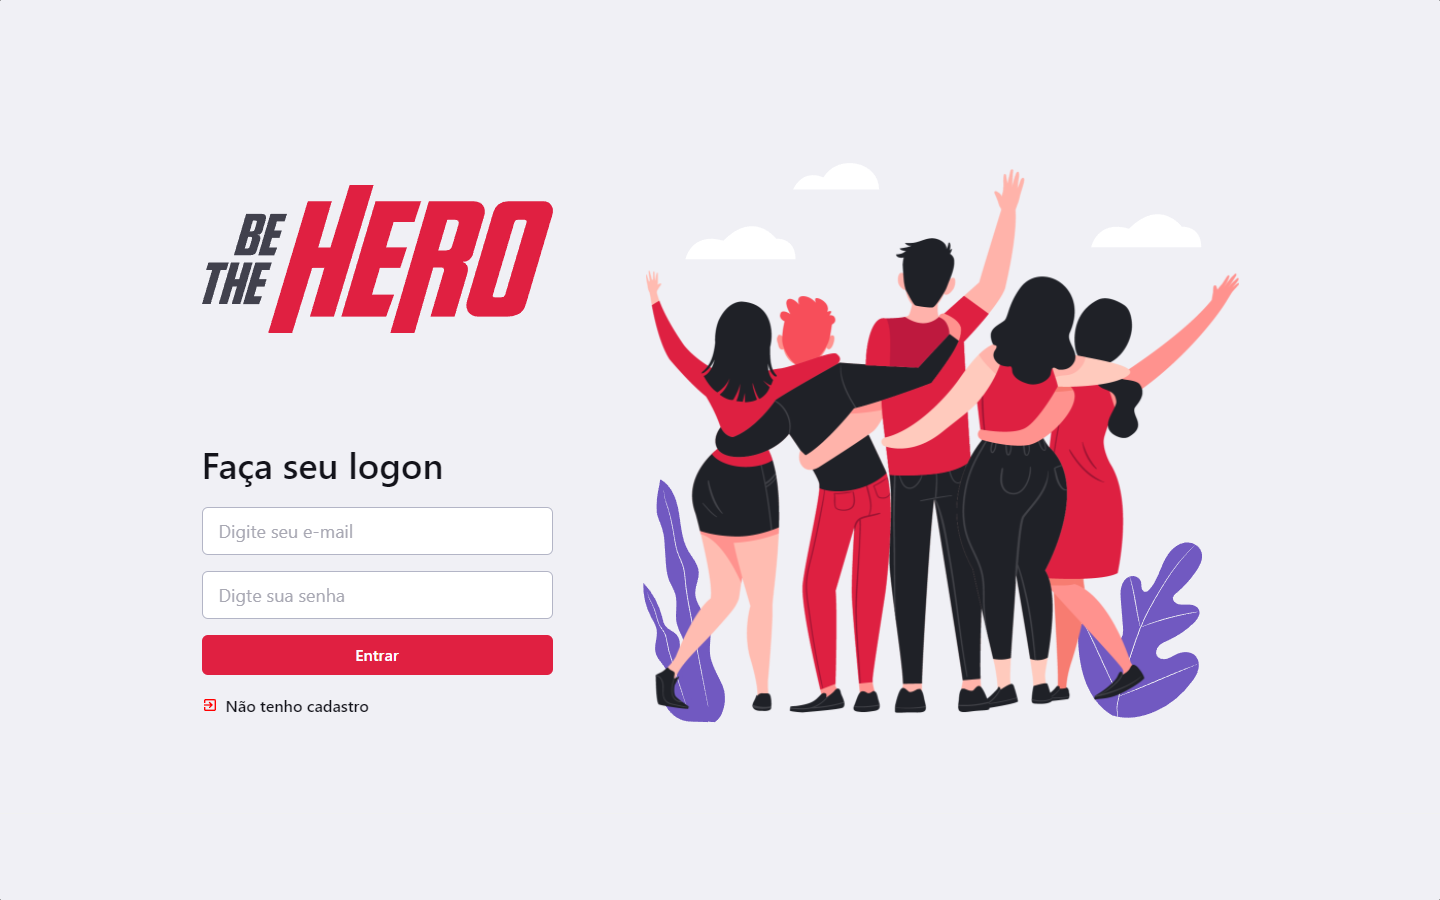 BE
THE
HERO
Faça seu logon
Digite seu e-mail
Digte sua senha
Entrar
Não tenho cadastro